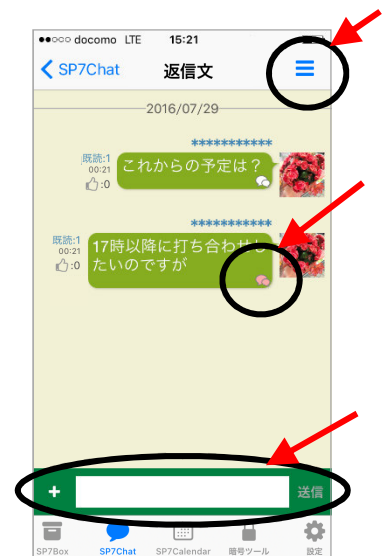 docomo LTE 15:21
SP7Chat 返信文
2016/07/29
***********
既読:1
00:21
:0
これからの予定は？
***********
既読:1
00:21
:0
17時以降に打ち合わせし
たいのですが
+ 送信
SP7Box SP7Chat SP7Calendar 暗号ツール 設定